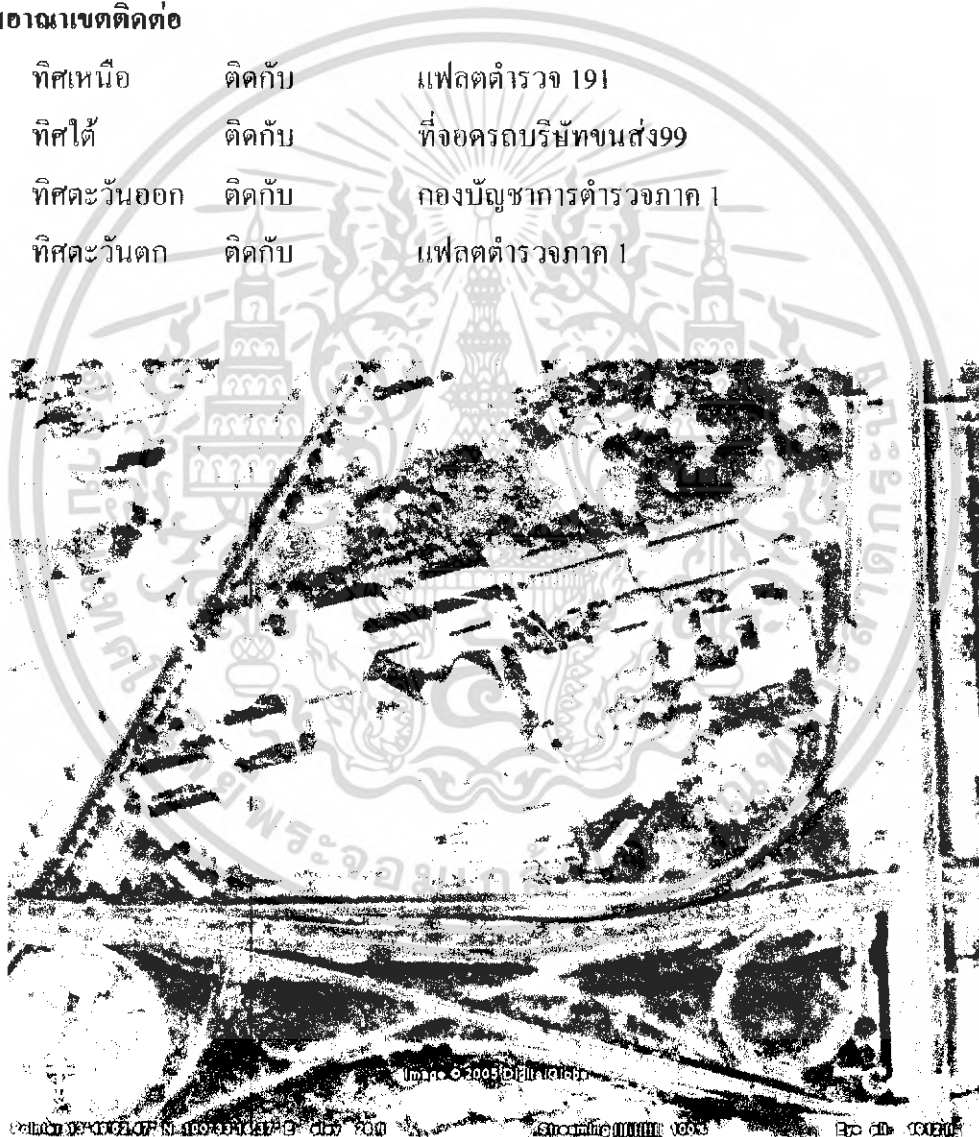 อาณาเขตติดต่อ
ทิศเหนือ ติดกับ แฟลตตำรวจ 191
ทิศใต้ ติดกับ ที่จอดรถบริษัทขนส่ง99
ทิศตะวันออก ติดกับ กองบัญชาการตำรวจภาค 1
ทิศตะวันตก ติดกับ แฟลตตำรวจภาค 1
Image © 2005 DigitalGlobe